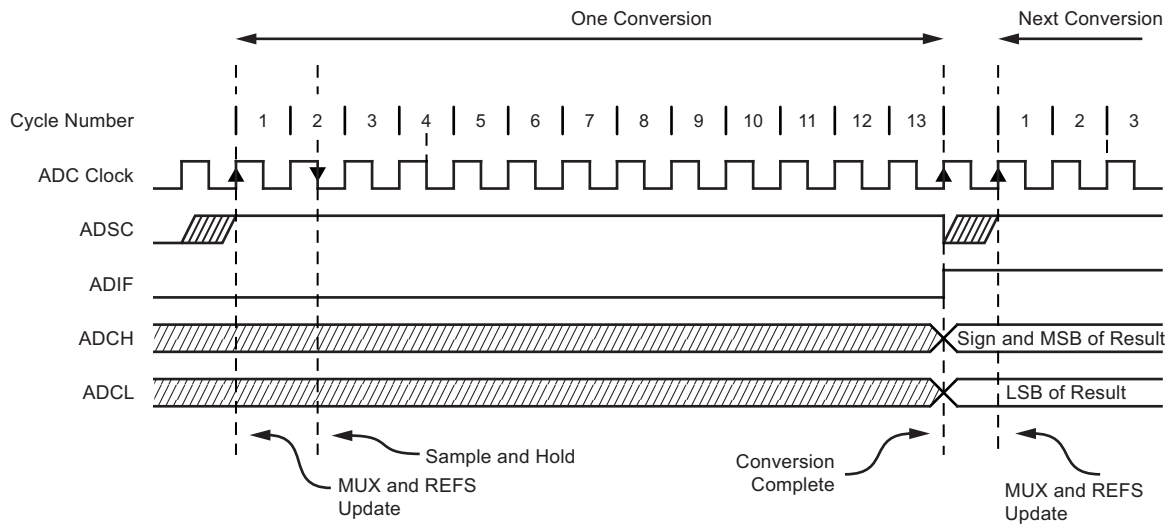 One Conversion
Next Conversion
Cycle Number 1 2 3 4 5 6 7 8 9 10 11 12 13 1 2 3
ADC Clock
ADSC
ADIF
ADCH
Sign and MSB of Result
ADCL
LSB of Result
Sample and Hold
MUX and REFS
Update
Conversion
Complete
MUX and REFS
Update